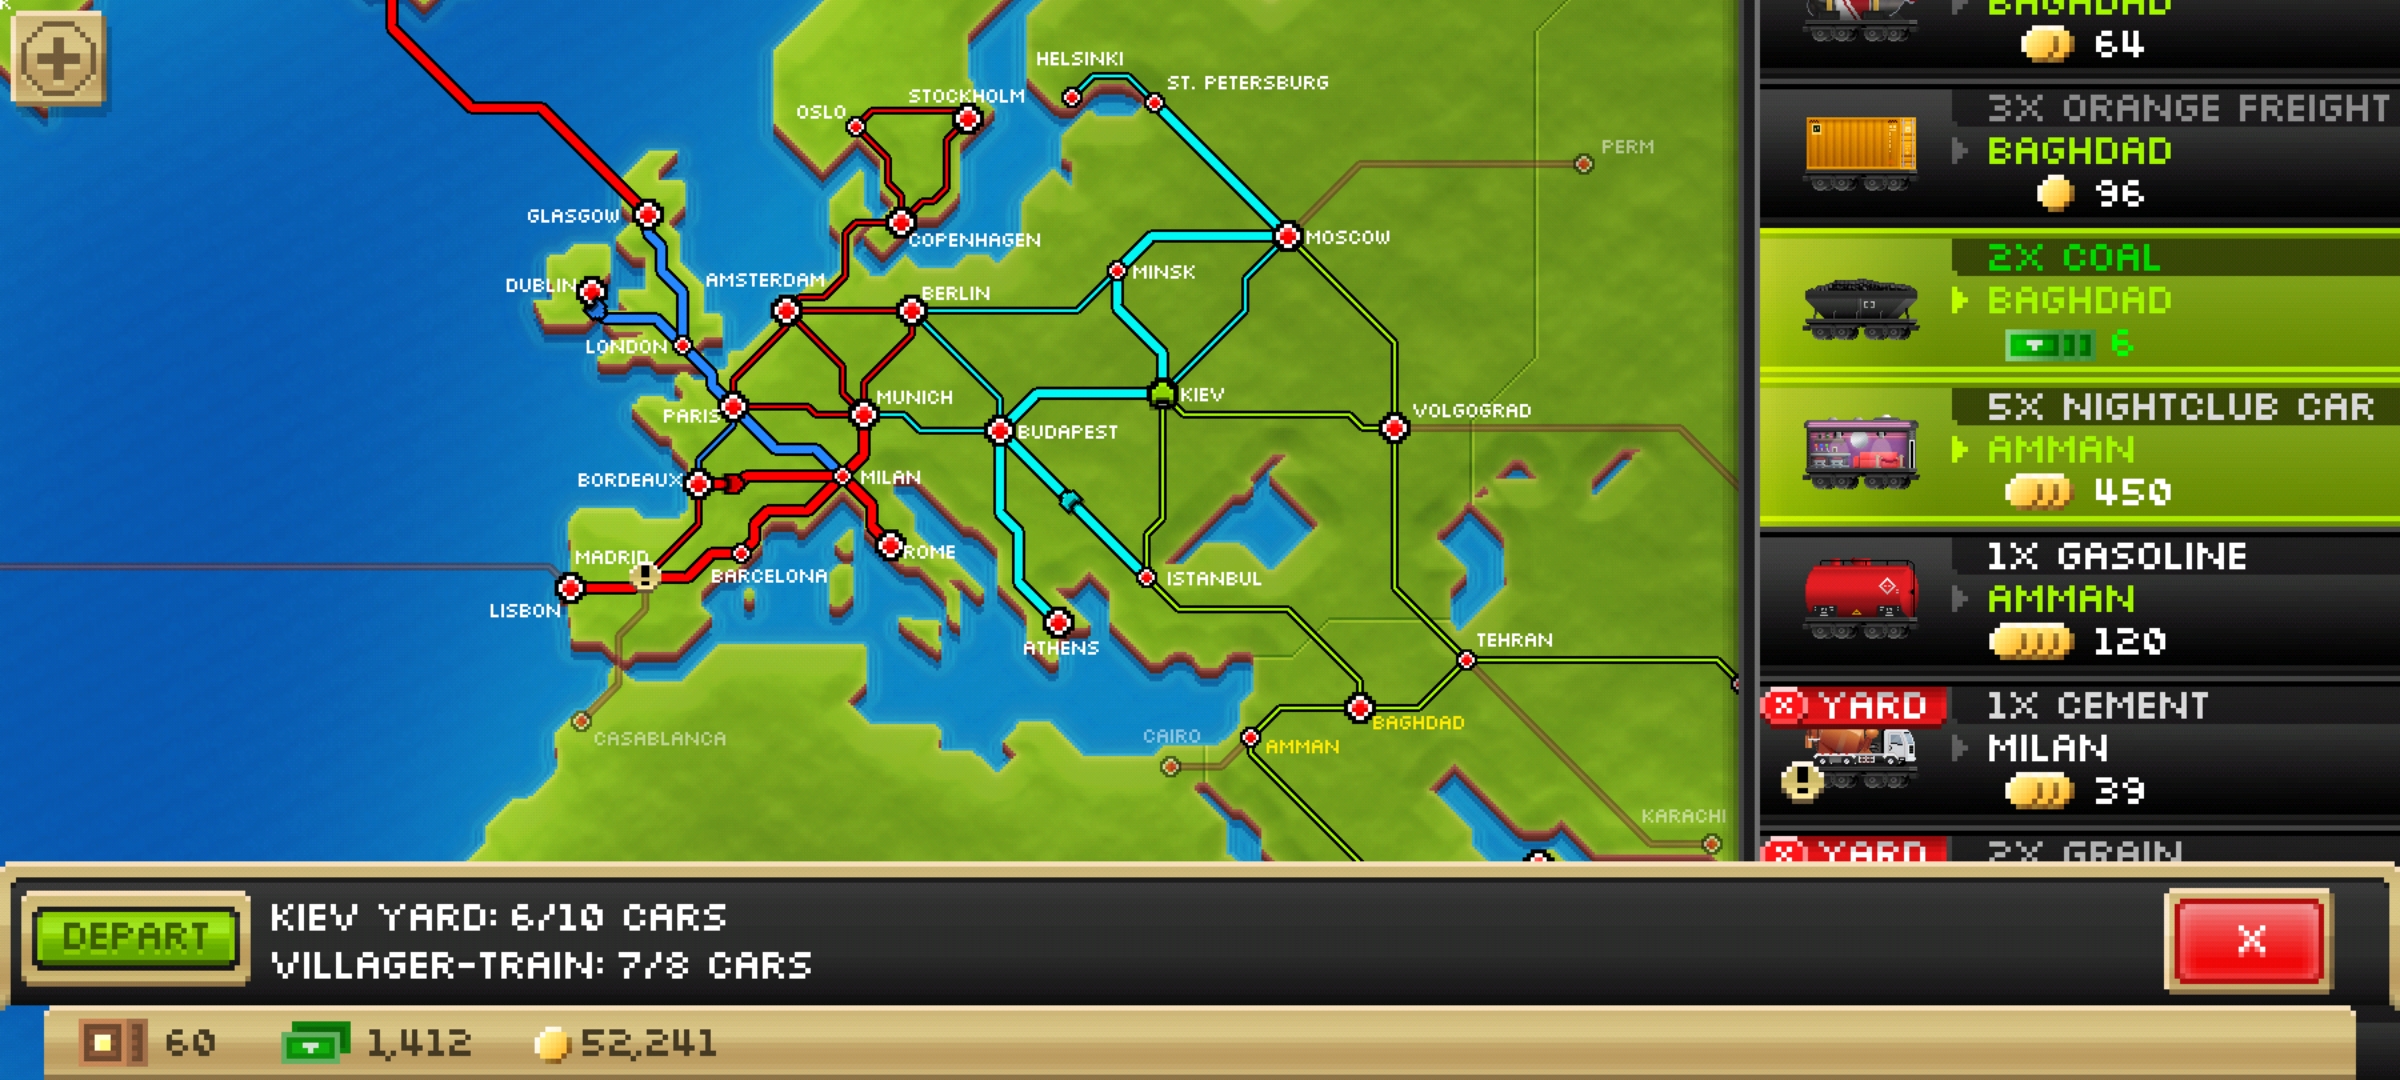 HELSINKI
ST. PETERSBURG
STOCKHOLM
OSLO
PERM
GLASGOW
COPENHAGEN
MOSCOW
MINSK
DUBLIN
AMSTERDAM
BERLIN
LONDON
MUNICH
KIEV
PARIS
BUDAPEST
VOLGOGRAD
BORDEAUX
MILAN
MADRID
ROME
BARCELONA
ISTANBUL
LISBON
ATHENS
TEHRAN
CASABLANCA
CAIRO
AMMAN
BAGHDAD
KARACHI
BAGHDAD
64
3X ORANGE FREIGHT
BAGHDAD
96
2X COAL
BAGHDAD
6
5X NIGHTCLUB CAR
AMMAN
450
1X GASOLINE
AMMAN
120
YARD
1X CEMENT
MILAN
39
YARD
2X GRAIN
DEPART
KIEV YARD: 6/10 CARS
VILLAGER-TRAIN: 7/8 CARS
X
60
1,412
52,241